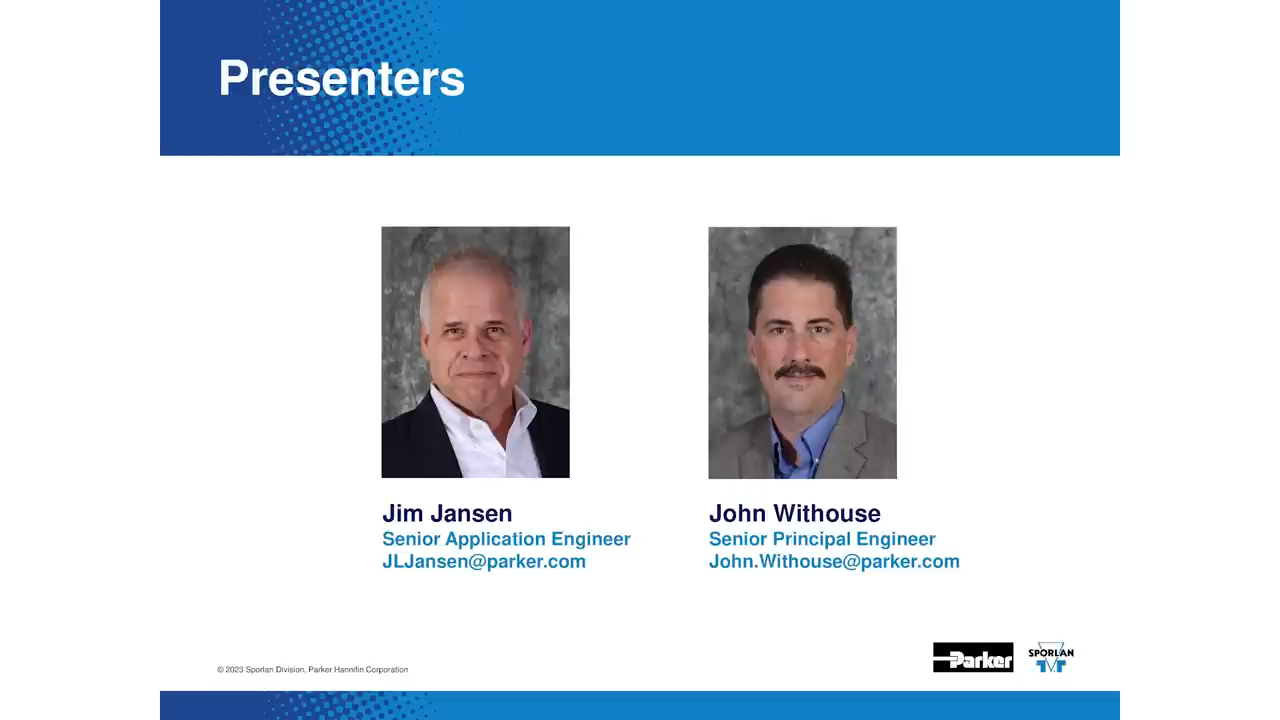 Presenters
Jim Jansen
Senior Application Engineer
JLJansen@parker.com
John Withouse
Senior Principal Engineer
John.Withouse@parker.com
© 2023 Sporlan Division, Parker Hannifin Corporation
Parker
SPORLAN